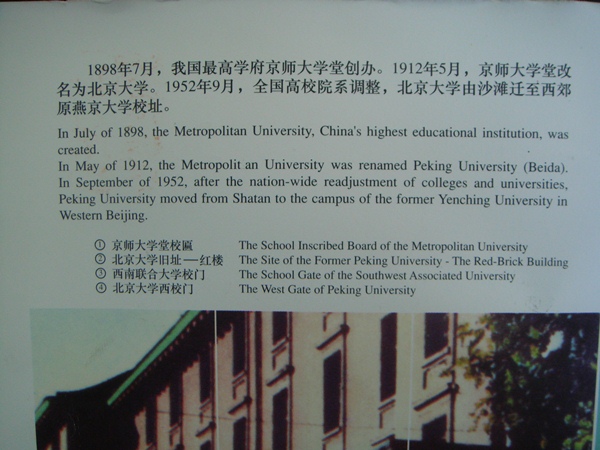 1898年7月，我国最高学府京师大学堂创办。1912年5月，京师大学堂改
名为北京大学。1952年9月，全国高校院系调整，北京大学由沙滩迁至西郊
原燕京大学校址。
In July of 1898, the Metropolitan University, China's highest educational institution, was
created.
In May of 1912, the Metropolit an University was renamed Peking University (Beida).
In September of 1952, after the nation-wide readjustment of colleges and universities,
Peking University moved from Shatan to the campus of the former Yenching University in
Western Beijing.
① 京师大学堂校匾 The School Inscribed Board of the Metropolitan University
② 北京大学旧址—红楼 The Site of the Former Peking University - The Red-Brick Building
③ 西南联合大学校门 The School Gate of the Southwest Associated University
④ 北京大学西校门 The West Gate of Peking University